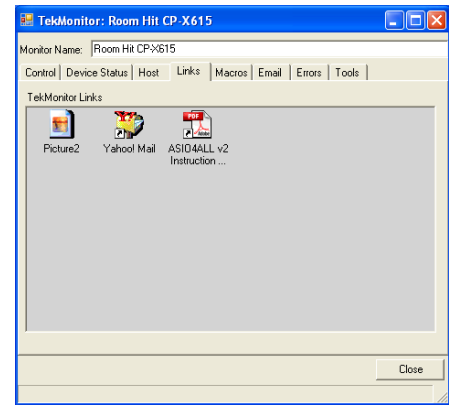 TekMonitor: Room Hit CP-X615
Monitor Name: Room Hit CP-X615
Control Device Status Host Links Macros Email Errors Tools
TekMonitor Links
Picture2 Yahoo! Mail ASIO4ALL v2 Instruction ...
Close